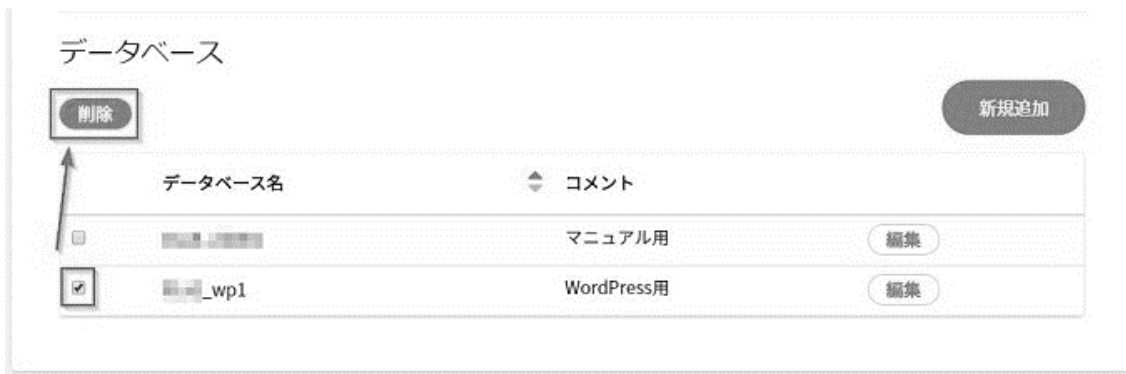 データベース
削除
新規追加
データベース名 コメント
マニュアル用 編集
_wp1 WordPress用 編集